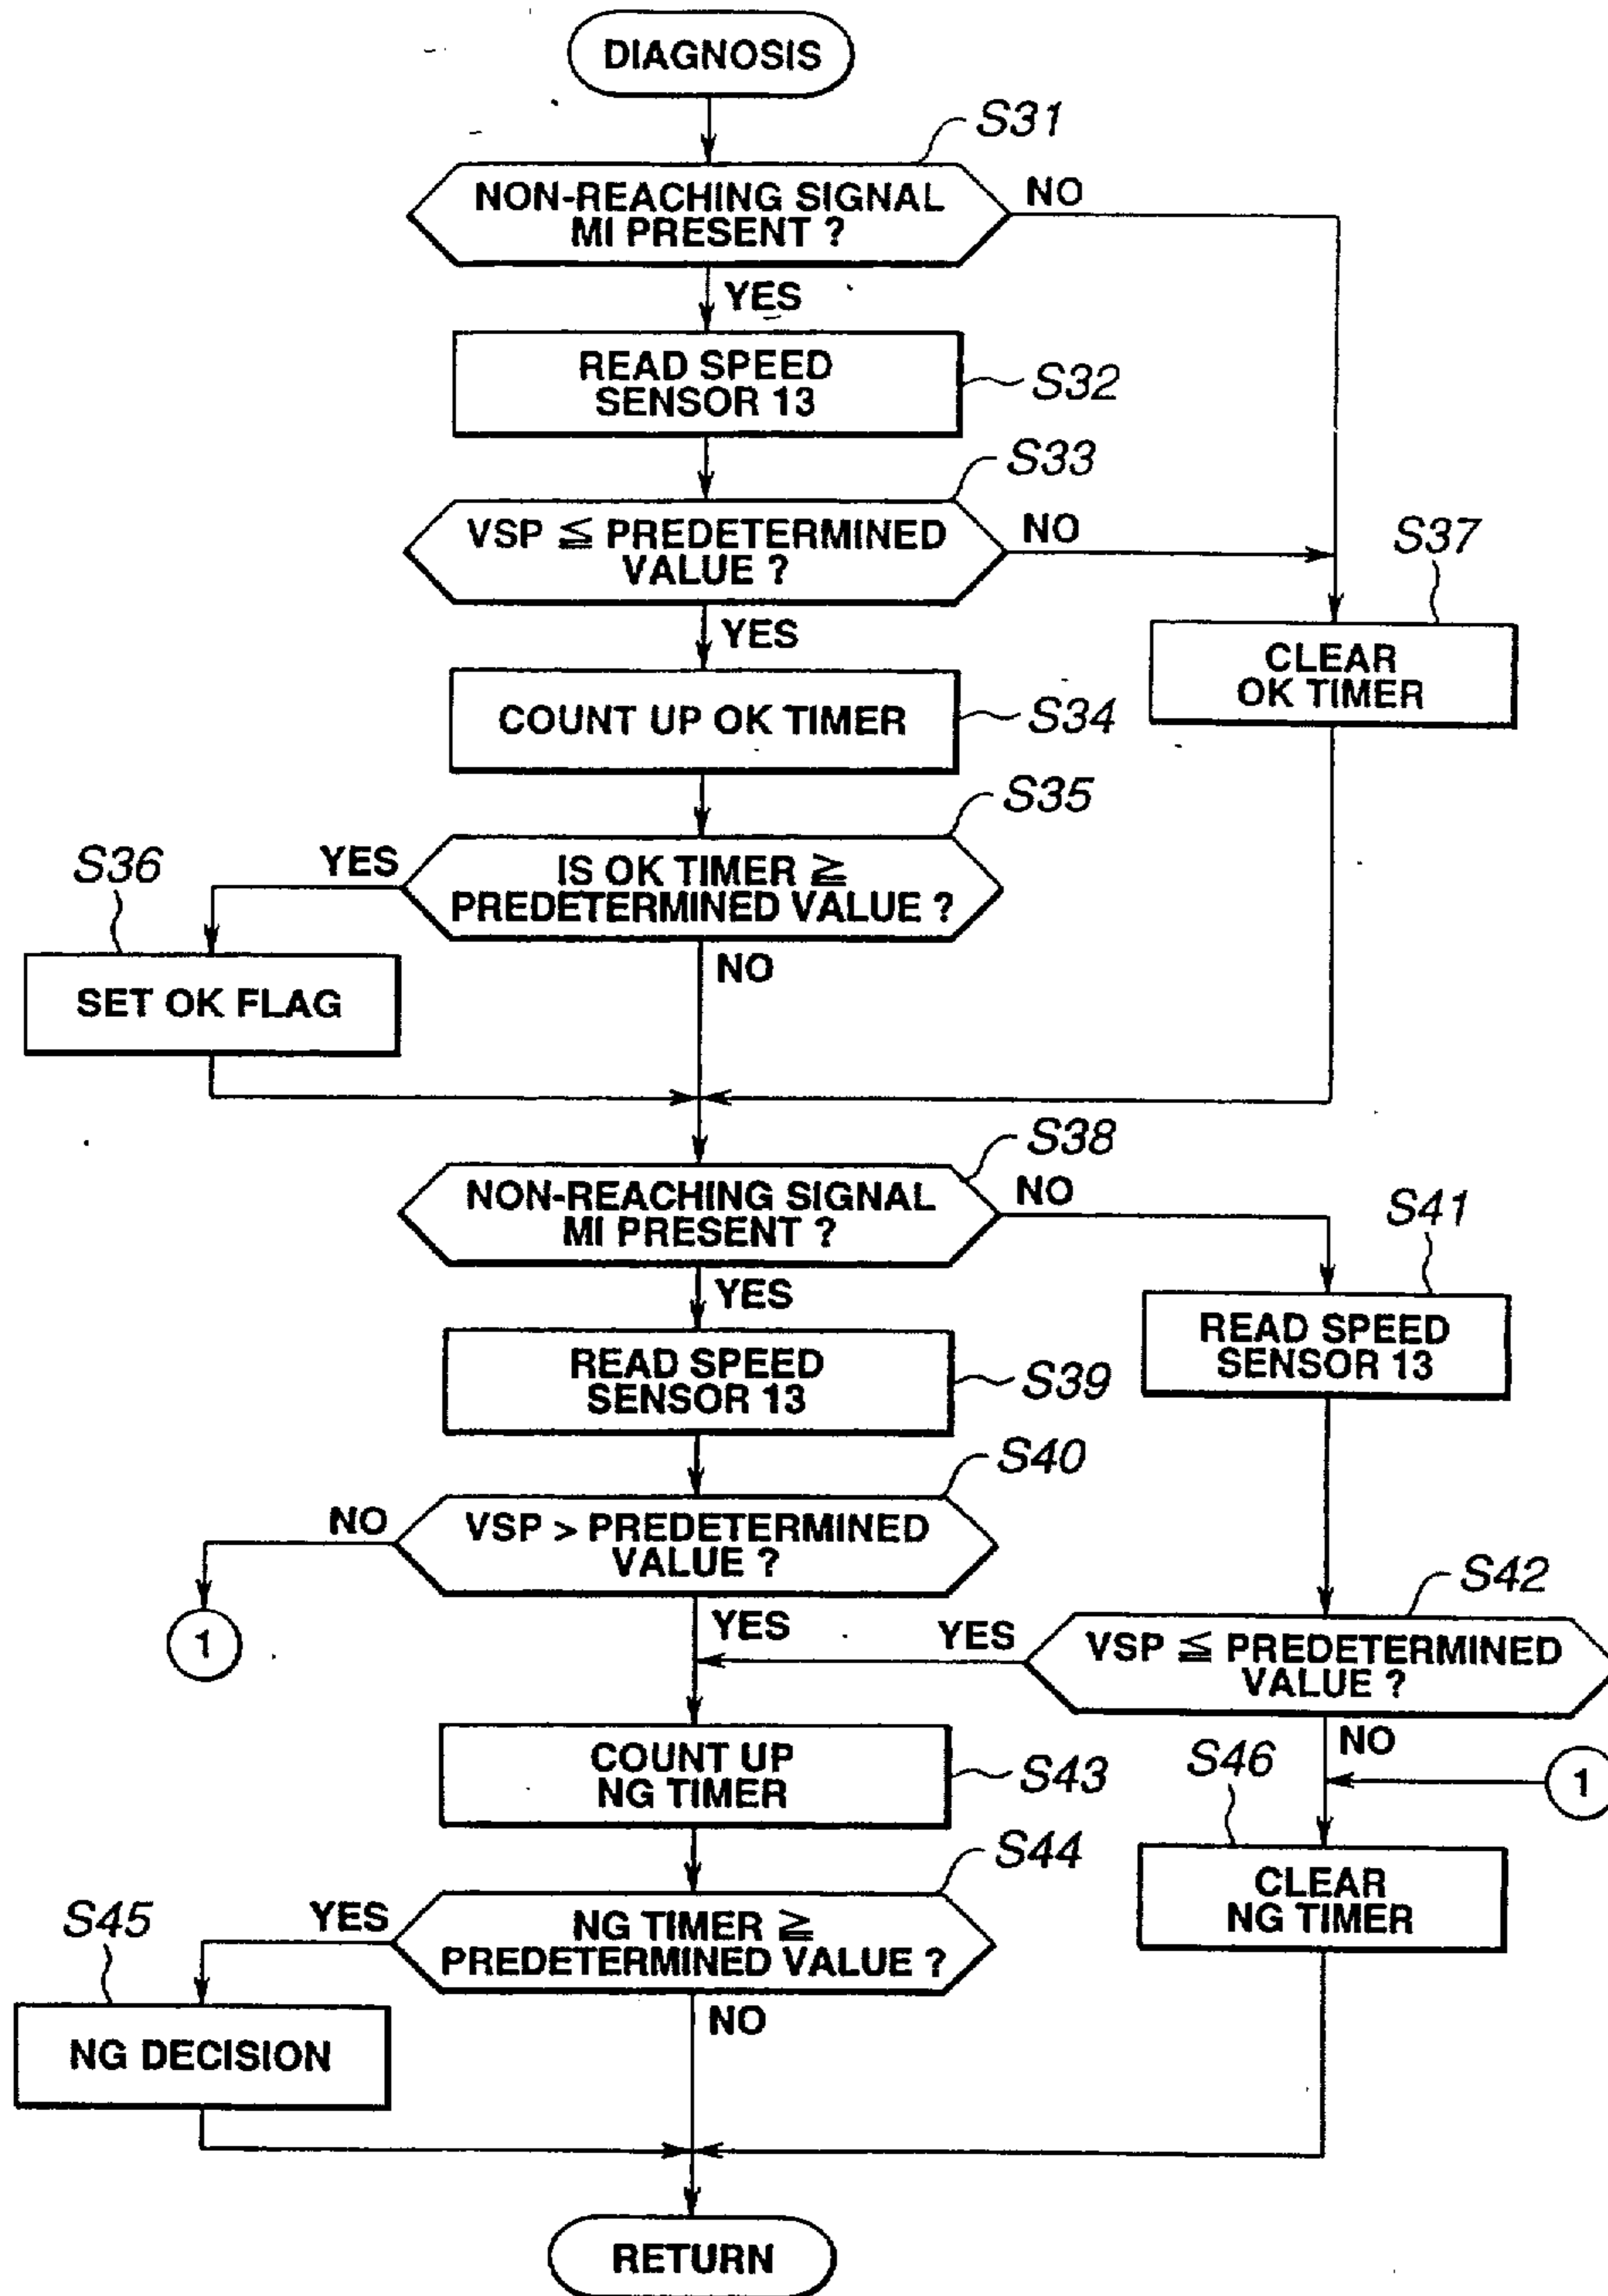 DIAGNOSIS
S31
NON-REACHING SIGNAL
MI PRESENT ?
NO
YES
READ SPEED
SENSOR 13
S32
S33
VSP ≦ PREDETERMINED
VALUE ?
NO
S37
YES
CLEAR
OK TIMER
COUNT UP OK TIMER
S34
S35
S36
YES
IS OK TIMER ≧
PREDETERMINED VALUE ?
NO
SET OK FLAG
S38
NON-REACHING SIGNAL
MI PRESENT ?
NO
S41
YES
READ SPEED
SENSOR 13
READ SPEED
SENSOR 13
S39
S40
NO
VSP > PREDETERMINED
VALUE ?
S42
1
YES
YES
VSP ≦ PREDETERMINED
VALUE ?
NO
COUNT UP
NG TIMER
S43
S46
1
S44
CLEAR
NG TIMER
S45
YES
NG TIMER ≧
PREDETERMINED VALUE ?
NO
NG DECISION
RETURN